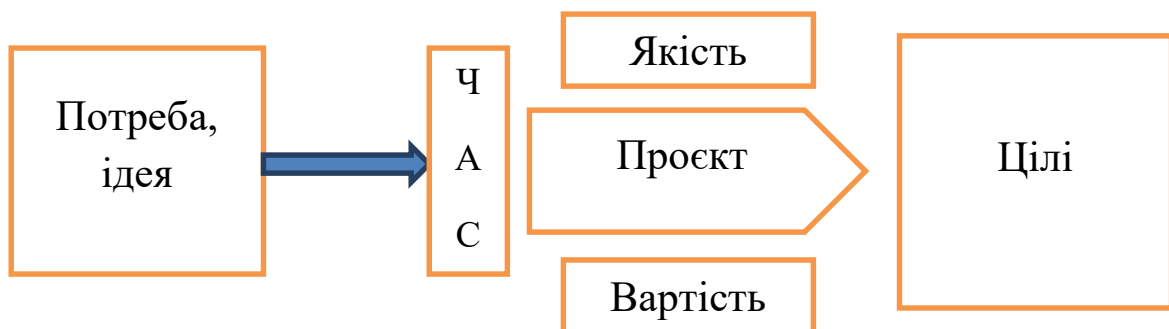 Потреба,
ідея
Ч
А
С
Якість
Проєкт
Вартість
Цілі